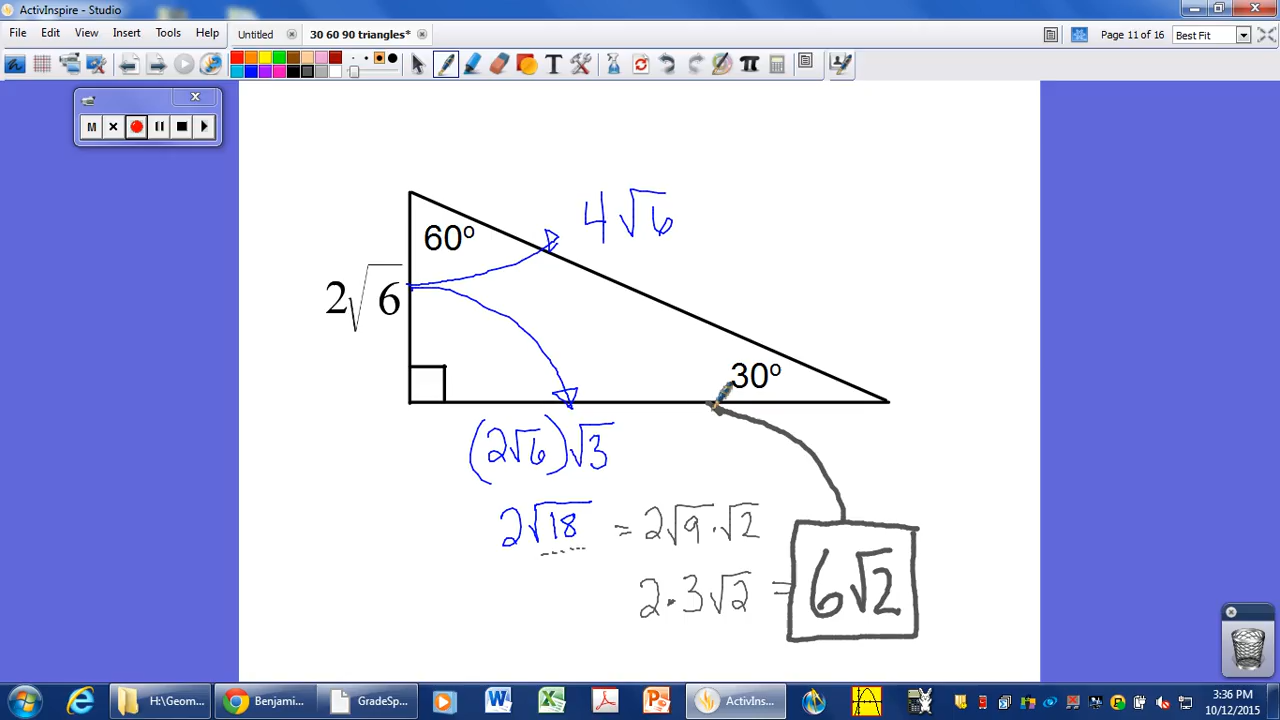 ActivInspire - Studio
File Edit View Insert Tools Help
Untitled
30 60 90 triangles*
Page 11 of 16
Best Fit
M
4√6
60º
2√6
30º
(2√6)√3
2√18 = 2√9·√2
2·3√2 = 6√2
H:\Geom...
Benjami...
GradeSp...
ActivIns...
3:36 PM
10/12/2015